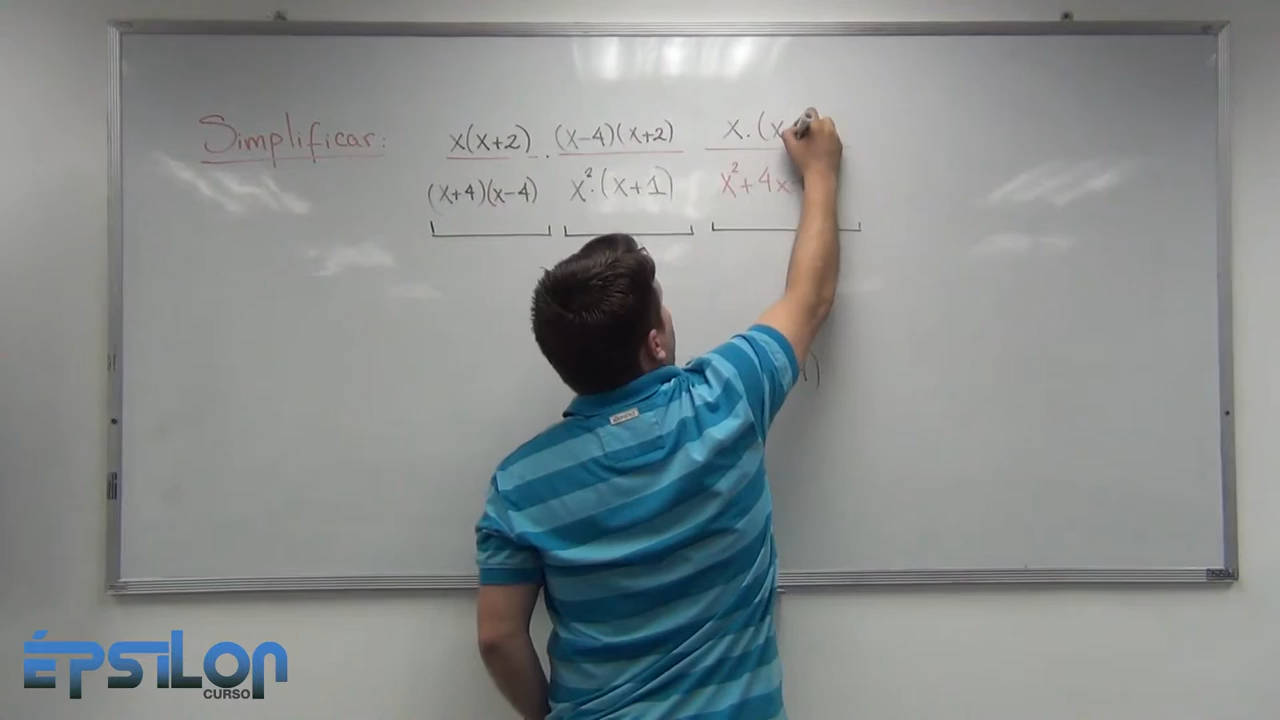 Simplificar:
x(x+2) . (x-4)(x+2) x.(x
(x+4)(x-4) x².(x+1) x²+4x
)
ÉPSILON
CURSO